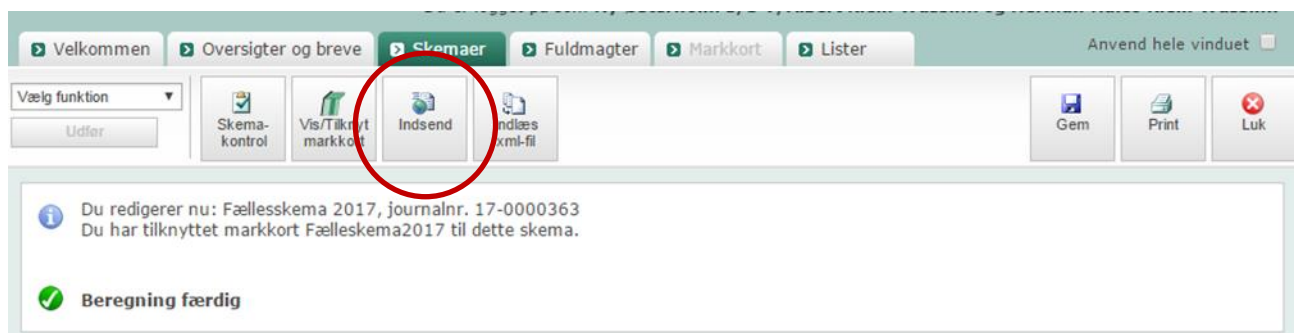 Velkommen Oversigter og breve Skemaer Fuldmagter Markkort Lister Anvend hele vinduet
Vælg funktion
Udfør
Skema-
kontrol
Vis/Tilknyt
markkort
Indsend
Indlæs
xml-fil
Gem
Print
Luk
Du redigerer nu: Fællesskema 2017, journalnr. 17-0000363
Du har tilknyttet markkort Fælleskema2017 til dette skema.
Beregning færdig